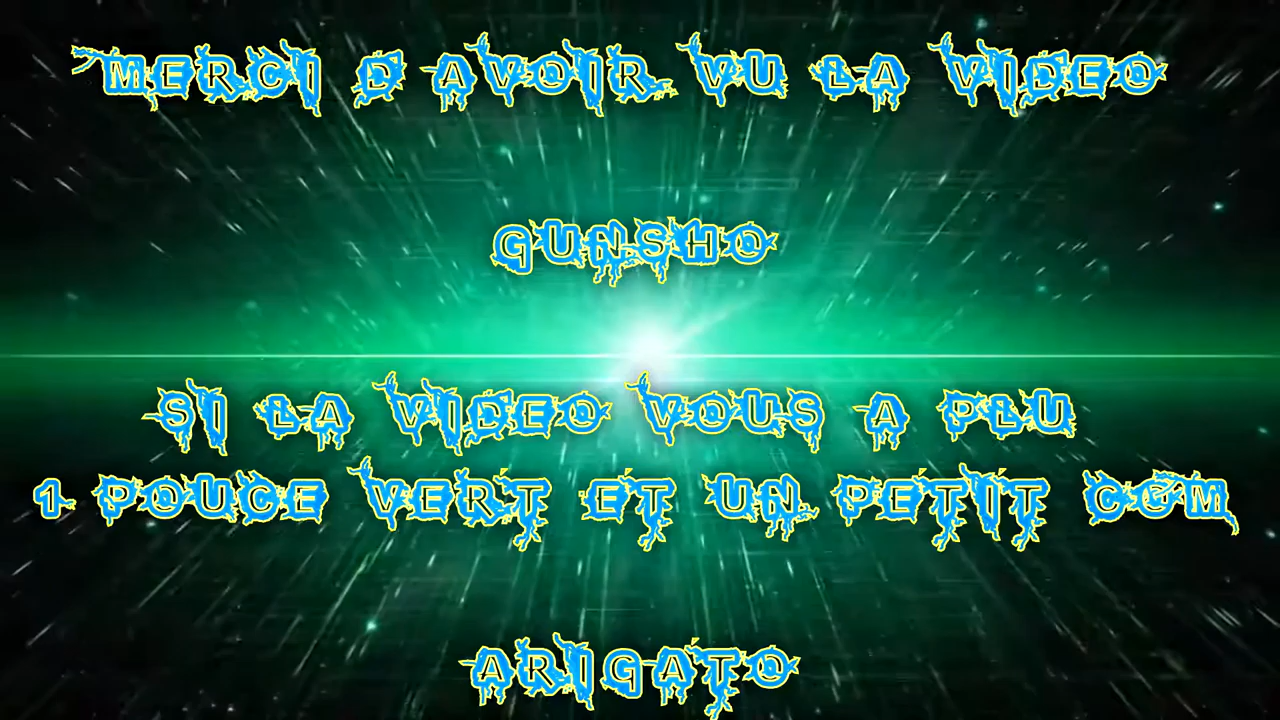 MERCI D AVOIR VU LA VIDEO
GUNSHO
SI LA VIDEO VOUS A PLU
1 POUCE VERT ET UN PETIT COM
ARIGATO